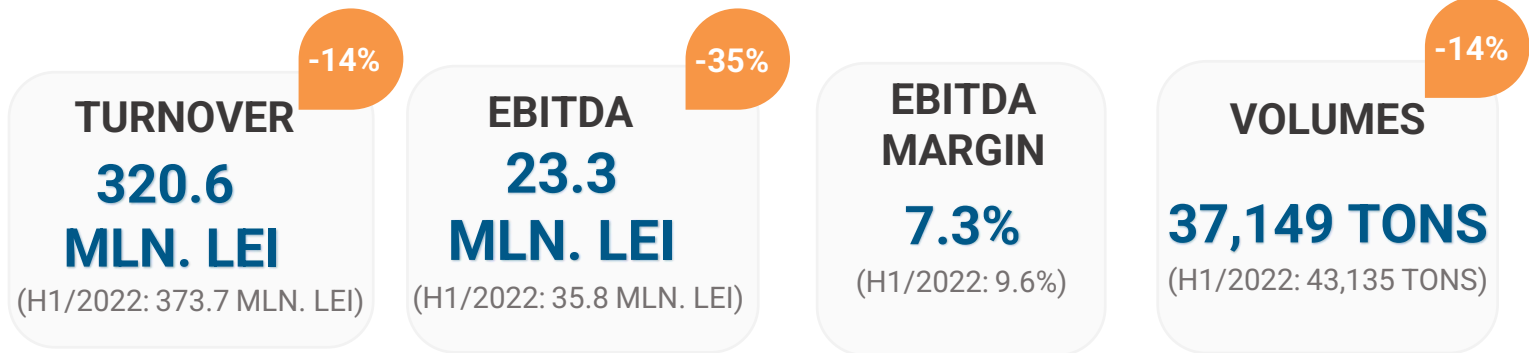 -14%
TURNOVER
320.6
MLN. LEI
(H1/2022: 373.7 MLN. LEI)
-35%
EBITDA
23.3
MLN. LEI
(H1/2022: 35.8 MLN. LEI)
EBITDA
MARGIN
7.3%
(H1/2022: 9.6%)
-14%
VOLUMES
37,149 TONS
(H1/2022: 43,135 TONS)